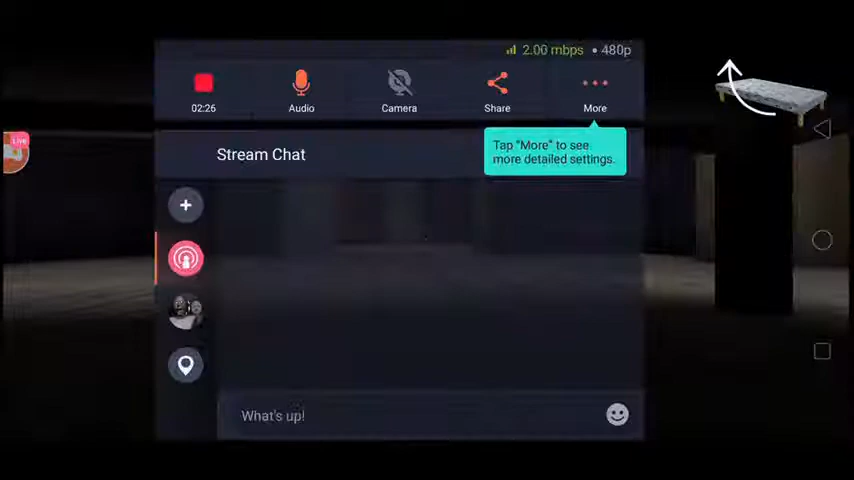 2.00 mbps • 480p
02:26
Audio
Camera
Share
More
Tap "More" to see
more detailed settings.
Live
Stream Chat
What's up!